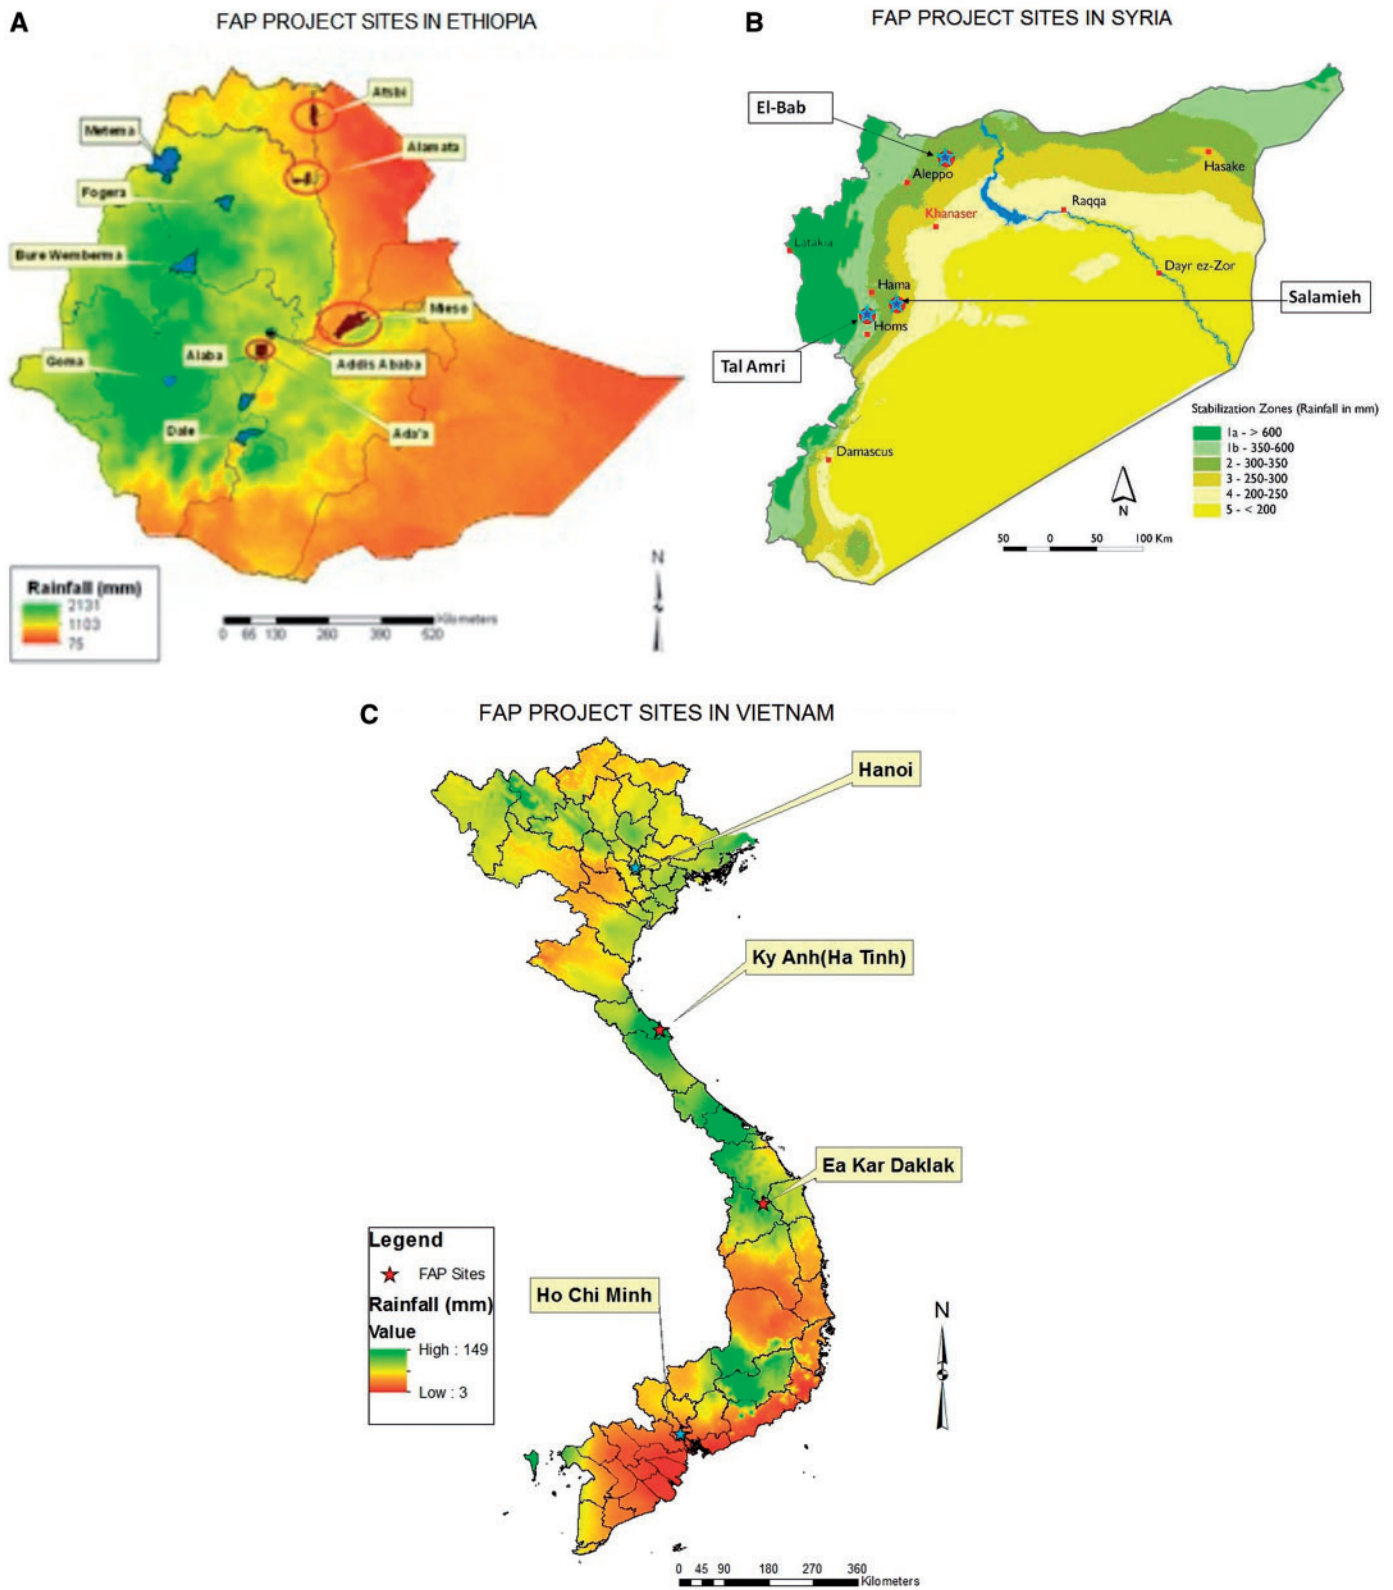 A
FAP PROJECT SITES IN ETHIOPIA
Atsbi
Metema
Alamata
Fogera
Bure Wemberma
Mieso
Goma
Alaba
Addis Ababa
Dale
Ada'a
Rainfall (mm)
2131
1103
75
N
Kilometers
0 65 130 260 390 520
B
FAP PROJECT SITES IN SYRIA
El-Bab
Aleppo
Hasake
Khanaser
Raqqa
Latakia
Dayr ez-Zor
Hama
Salamieh
Homs
Tal Amri
Damascus
Stabilization Zones (Rainfall in mm)
1a - > 600
1b - 350-600
2 - 300-350
3 - 250-300
4 - 200-250
5 - < 200
N
50 0 50 100 Km
C
FAP PROJECT SITES IN VIETNAM
Hanoi
Ky Anh(Ha Tinh)
Ea Kar Daklak
Ho Chi Minh
Legend
FAP Sites
Rainfall (mm)
Value
High : 149
Low : 3
N
0 45 90 180 270 360
Kilometers